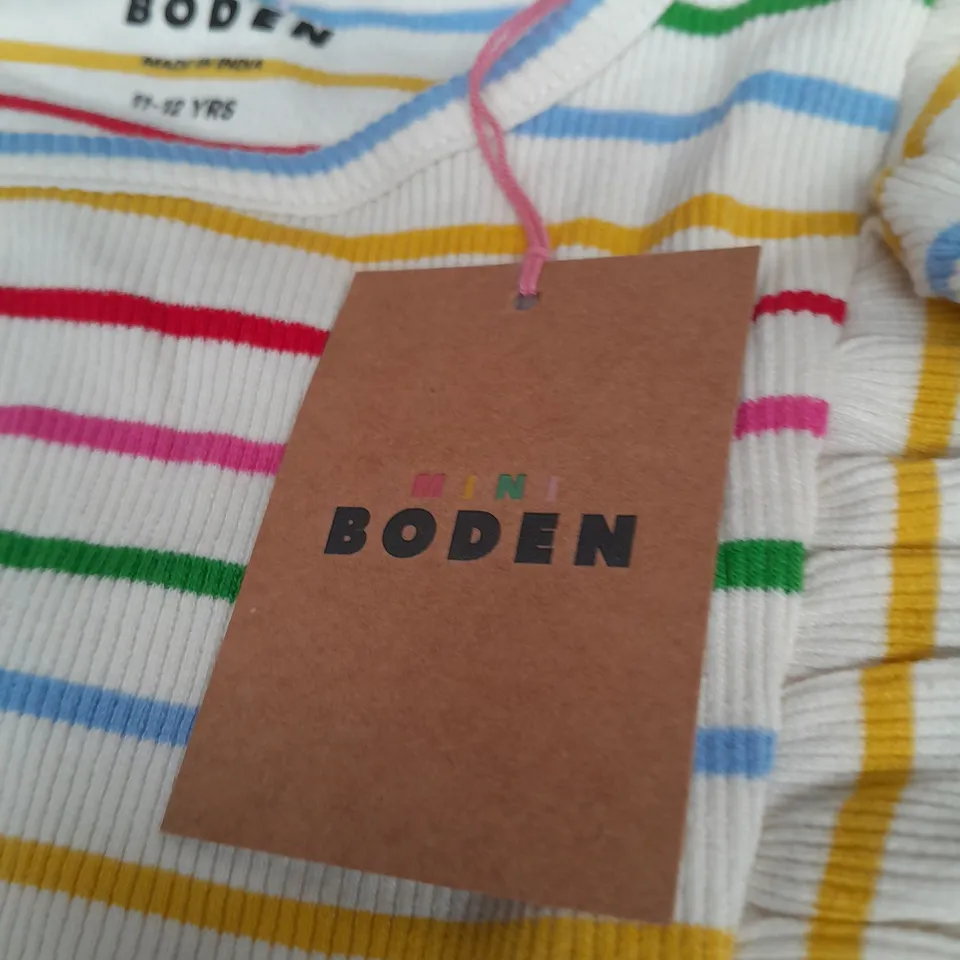 BODEN
MADE IN INDIA
11-12 YRS
MINI
BODEN